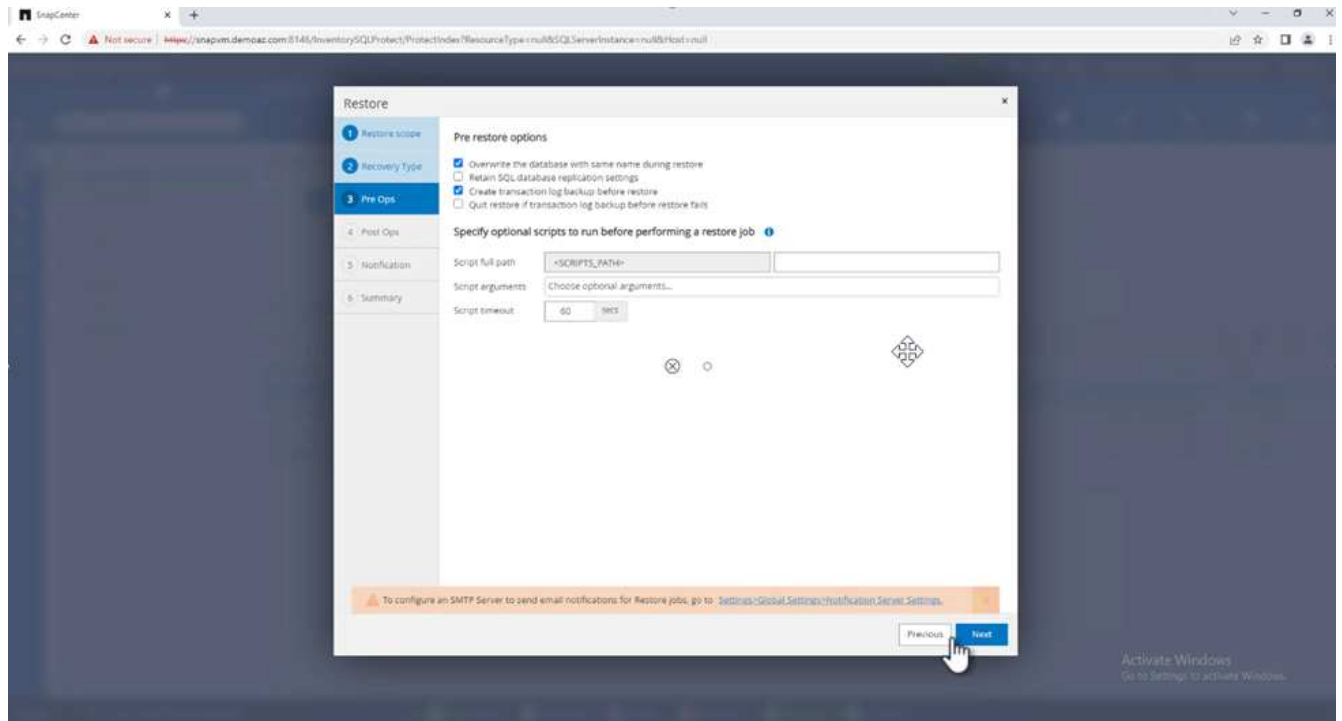 SnapCenter
Not secure | https://snapvm.demoaz.com:8146/InventorySQLProtect/ProtectIndex?ResourceType=null&SQLServerInstance=null&Host=null
Restore
1 Restore scope
2 Recovery Type
3 Pre Ops
4 Post Ops
5 Notification
6 Summary
Pre restore options
Overwrite the database with same name during restore
Retain SQL database replication settings
Create transaction log backup before restore
Quit restore if transaction log backup before restore fails
Specify optional scripts to run before performing a restore job
Script full path <SCRIPTS_PATH>
Script arguments Choose optional arguments...
Script timeout 60 secs
To configure an SMTP Server to send email notifications for Restore jobs, go to Settings>Global Settings>Notification Server Settings.
Previous Next
Activate Windows
Go to Settings to activate Windows.